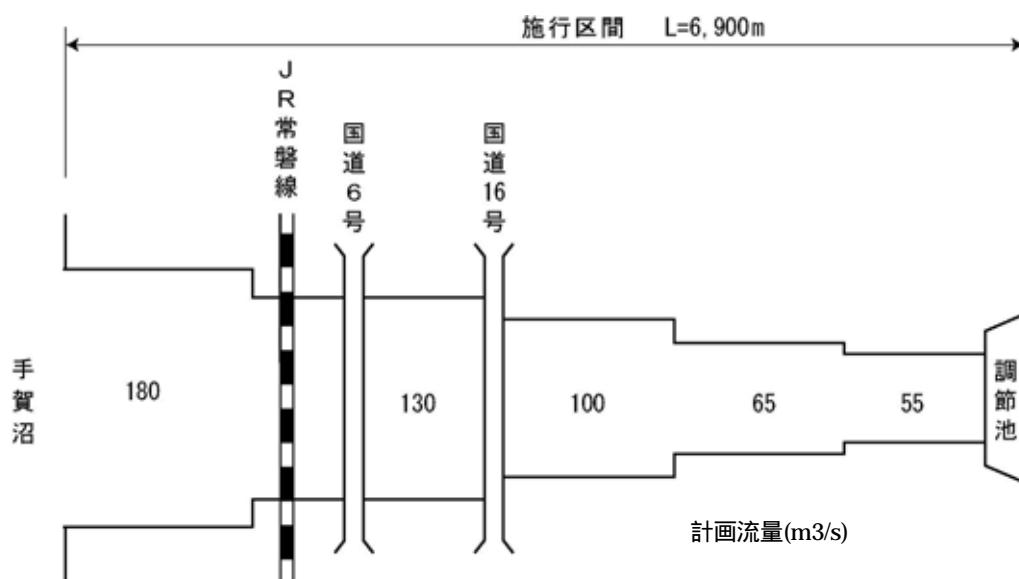 施行区間 L=6,900m
JR常磐線
国道6号
国道16号
手賀沼
180
130
100
65
55
調節池
計画流量(m3/s)